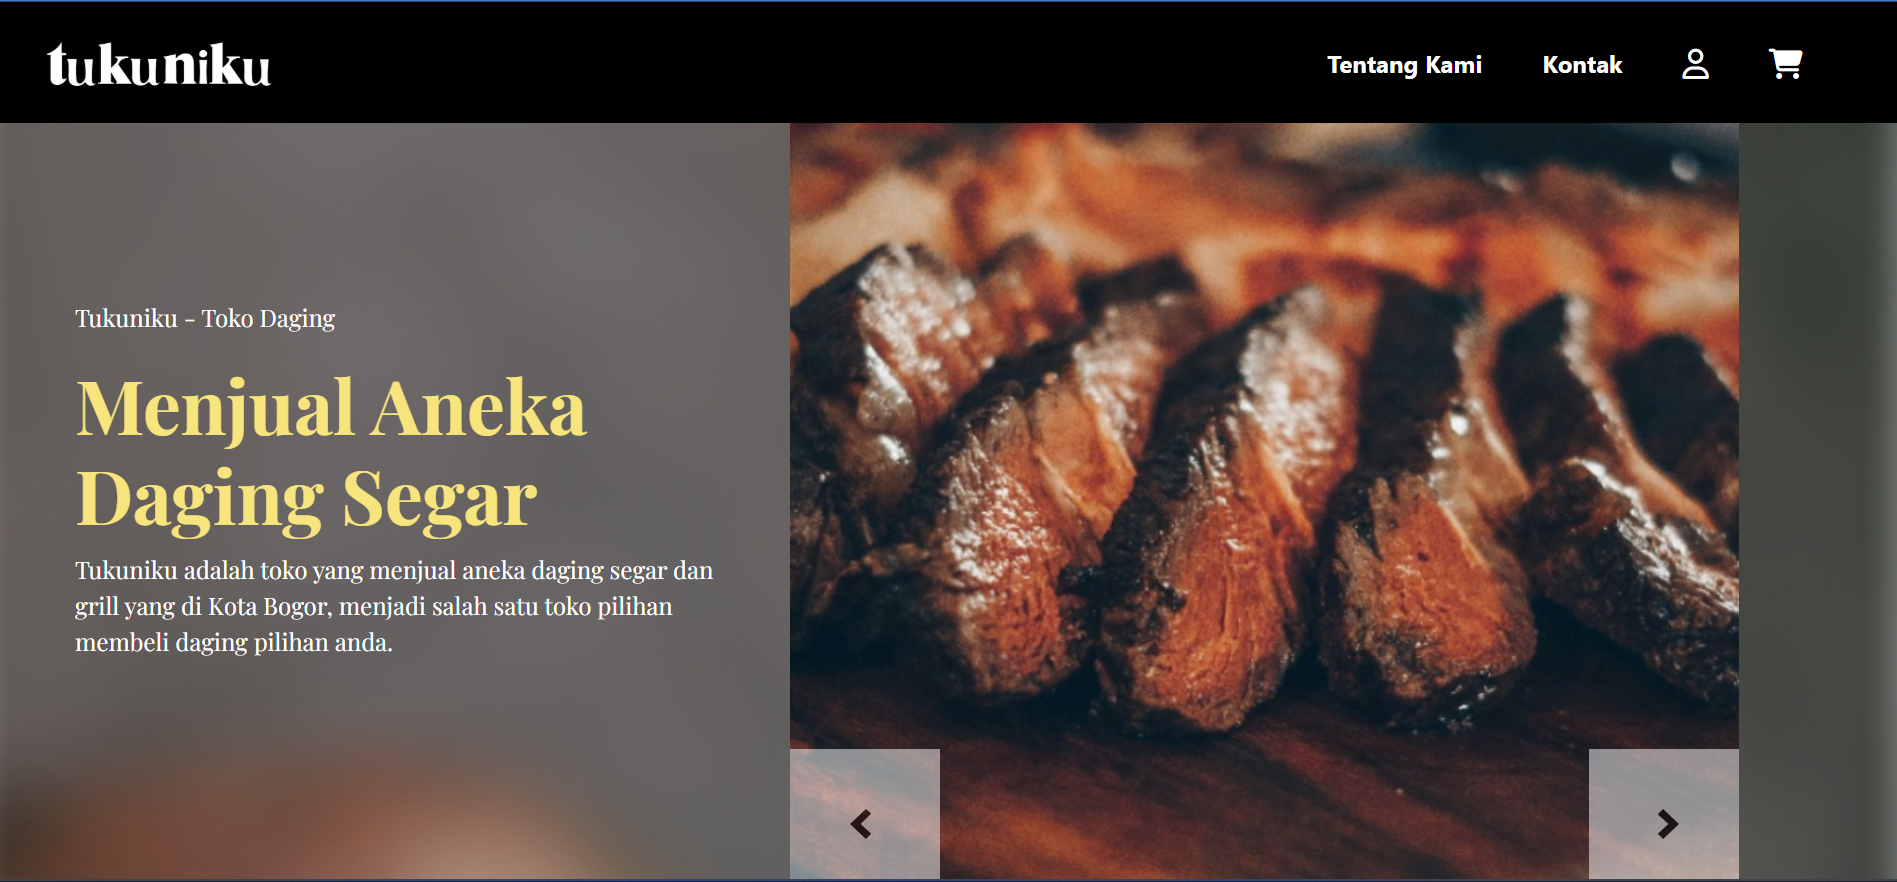 tukuniku
Tentang Kami
Kontak
Tukuniku - Toko Daging
Menjual Aneka
Daging Segar
Tukuniku adalah toko yang menjual aneka daging segar dan
grill yang di Kota Bogor, menjadi salah satu toko pilihan
membeli daging pilihan anda.